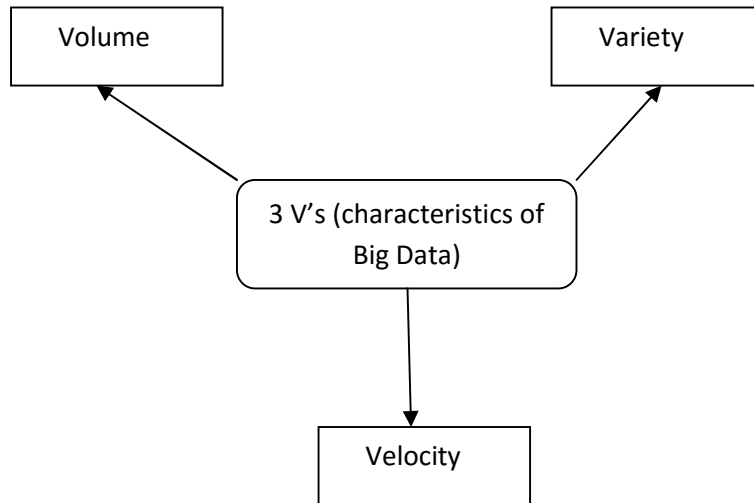 Volume
Variety
3 V’s (characteristics of
Big Data)
Velocity